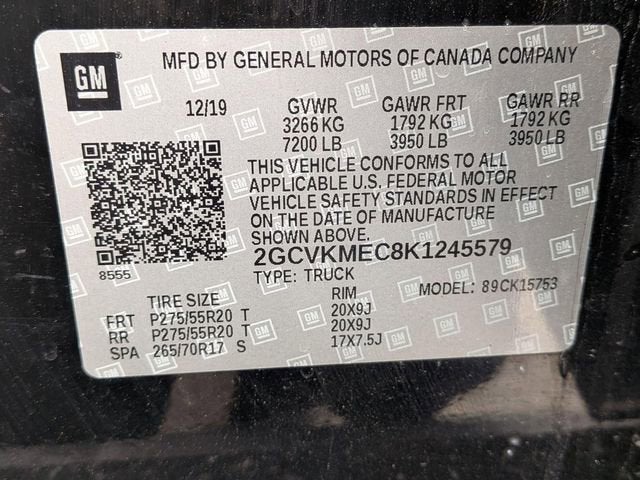 GM
MFD BY GENERAL MOTORS OF CANADA COMPANY
12/19 GVWR GAWR FRT GAWR RR
3266 KG 1792 KG 1792 KG
7200 LB 3950 LB 3950 LB
THIS VEHICLE CONFORMS TO ALL
APPLICABLE U.S. FEDERAL MOTOR
VEHICLE SAFETY STANDARDS IN EFFECT
ON THE DATE OF MANUFACTURE
SHOWN ABOVE.
8555
2GCVKMEC8K1245579
TYPE: TRUCK
MODEL: 89CK15753
TIRE SIZE RIM
FRT P275/55R20 T 20X9J
RR P275/55R20 T 20X9J
SPA 265/70R17 S 17X7.5J